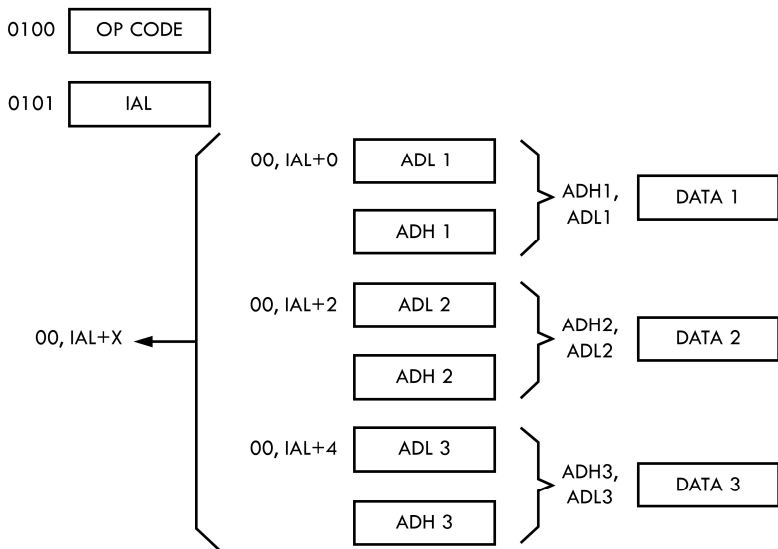 0100 OP CODE
0101 IAL
00, IAL+0 ADL 1
ADH 1
ADH1,
ADL1
DATA 1
00, IAL+X
00, IAL+2 ADL 2
ADH 2
ADH2,
ADL2
DATA 2
00, IAL+4 ADL 3
ADH 3
ADH3,
ADL3
DATA 3